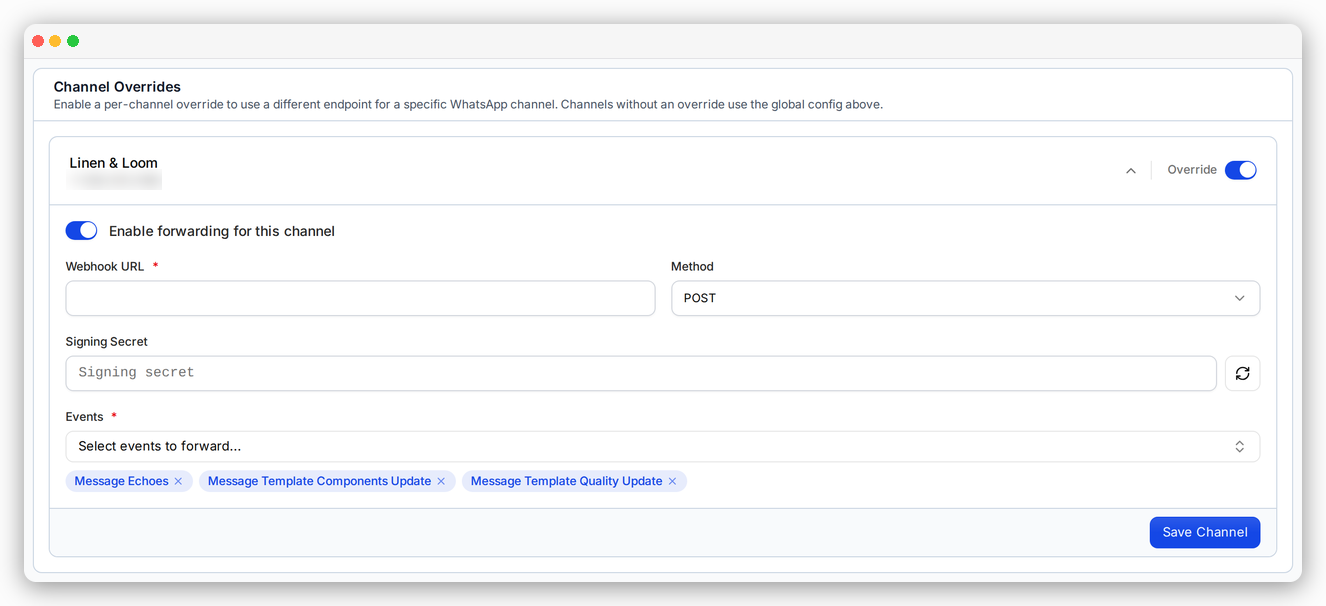 Channel Overrides
Enable a per-channel override to use a different endpoint for a specific WhatsApp channel. Channels without an override use the global config above.
Linen & Loom
Override
Enable forwarding for this channel
Webhook URL *
Method
POST
Signing Secret
Signing secret
Events *
Select events to forward...
Message Echoes × Message Template Components Update × Message Template Quality Update ×
Save Channel